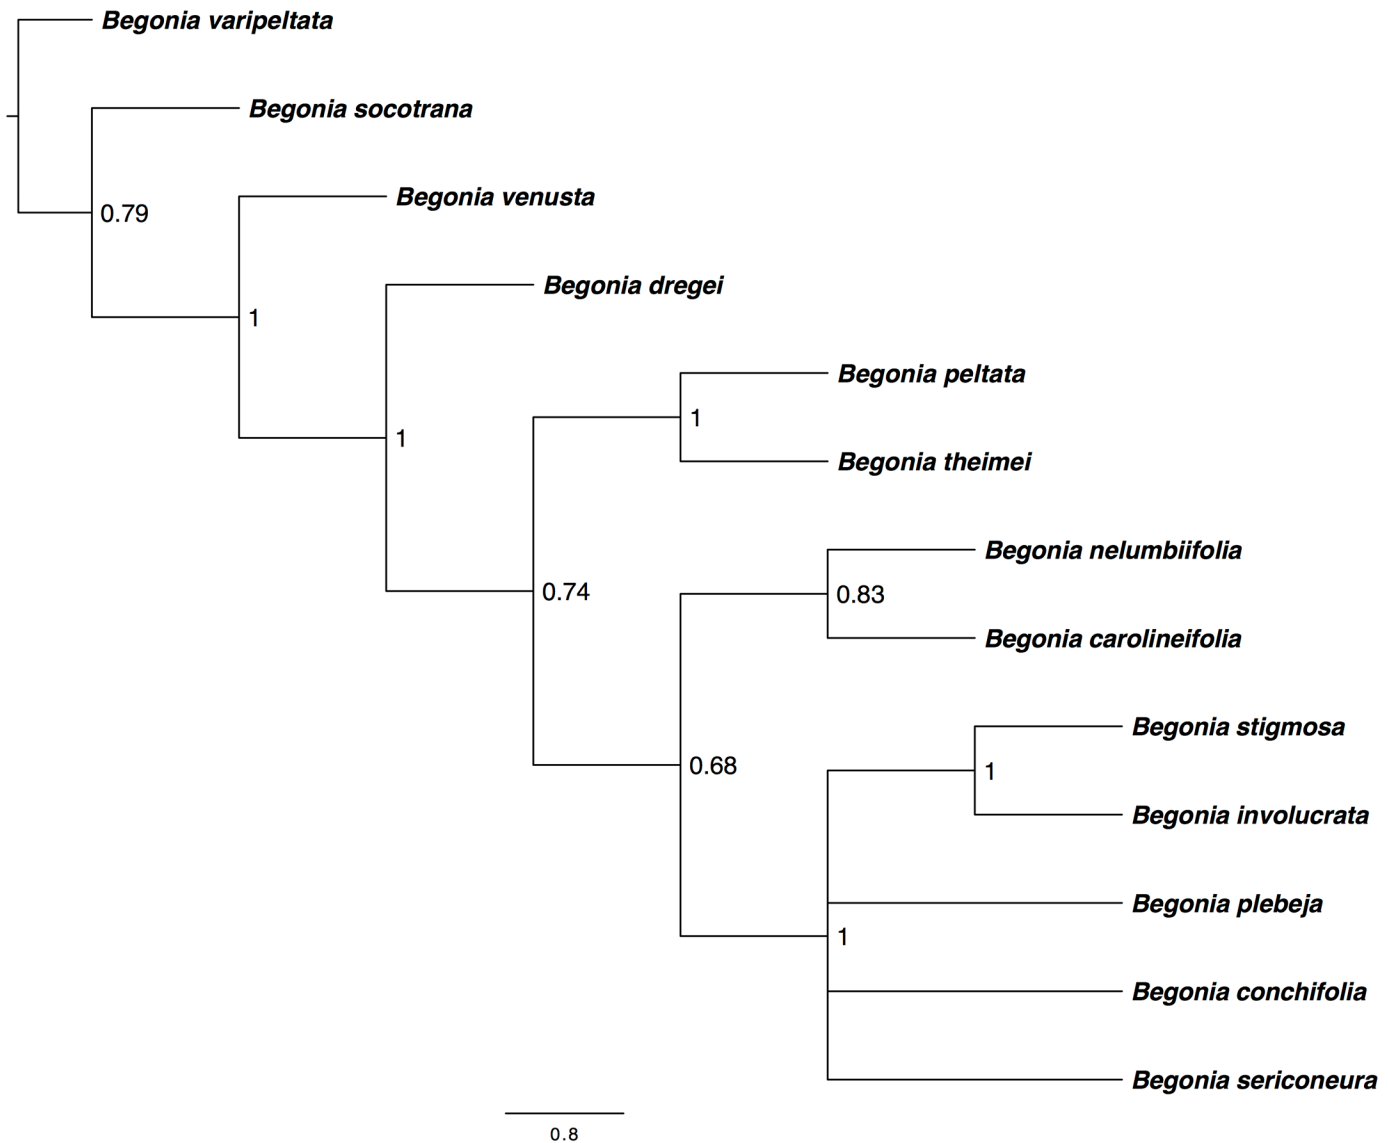 Begonia varipeltata
Begonia socotrana
Begonia venusta
0.79
Begonia dregei
1
Begonia peltata
1
1
Begonia theimei
Begonia nelumbiifolia
0.74
0.83
Begonia carolineifolia
Begonia stigmosa
0.68
1
Begonia involucrata
Begonia plebeja
1
Begonia conchifolia
Begonia sericoneura
0.8